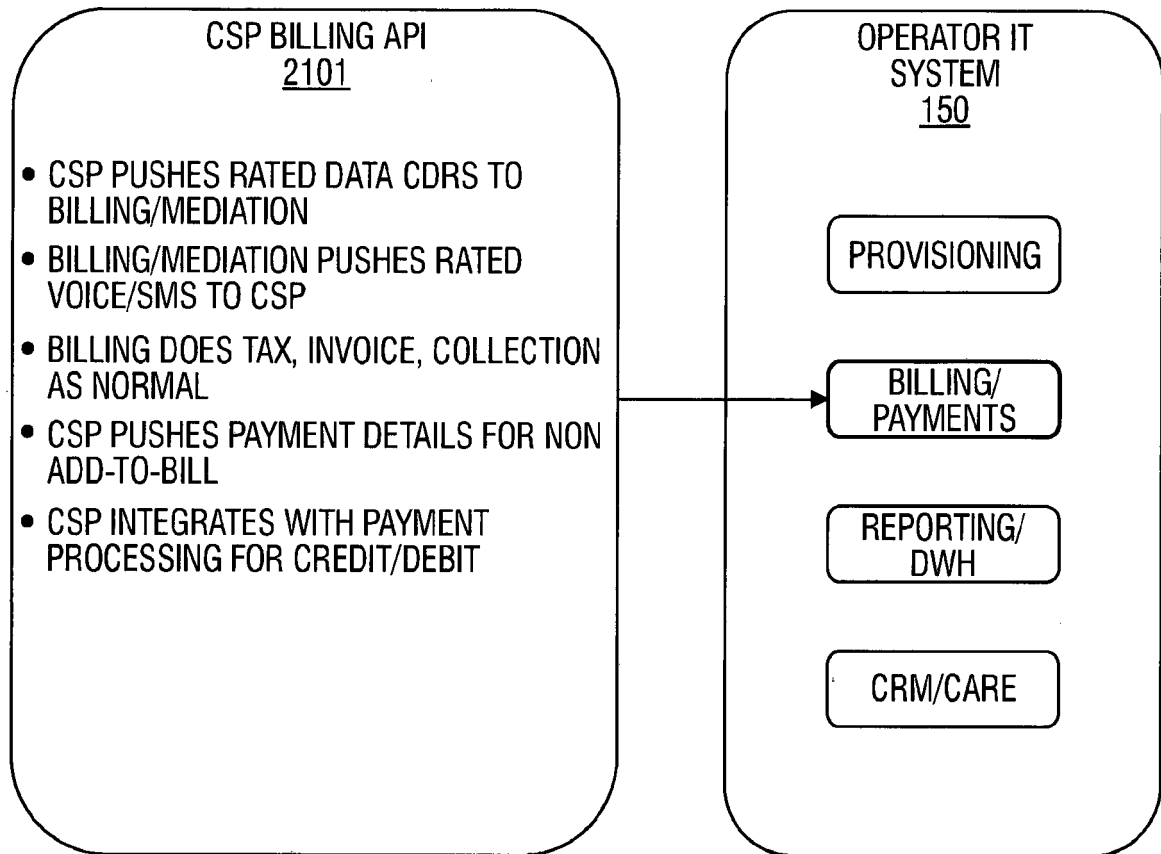 CSP BILLING API
2101
• CSP PUSHES RATED DATA CDRS TO
BILLING/MEDIATION
• BILLING/MEDIATION PUSHES RATED
VOICE/SMS TO CSP
• BILLING DOES TAX, INVOICE, COLLECTION
AS NORMAL
• CSP PUSHES PAYMENT DETAILS FOR NON
ADD-TO-BILL
• CSP INTEGRATES WITH PAYMENT
PROCESSING FOR CREDIT/DEBIT
OPERATOR IT
SYSTEM
150
PROVISIONING
BILLING/
PAYMENTS
REPORTING/
DWH
CRM/CARE